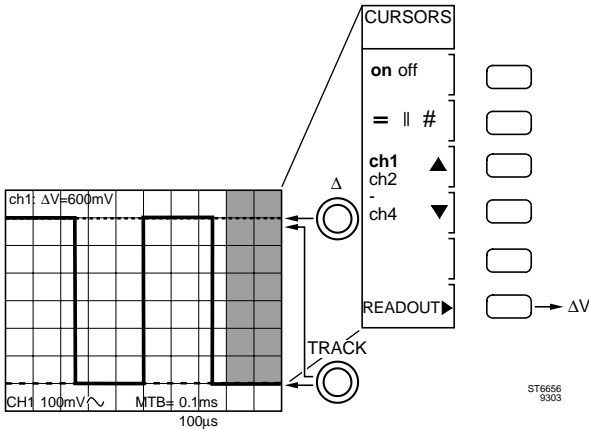 CURSORS
on off
= || #
ch1
ch2
-
ch4
READOUT
ΔV
Δ
TRACK
ch1: ΔV=600mV
CH1 100mV MTB= 0.1ms
100µs
ST6656
9303